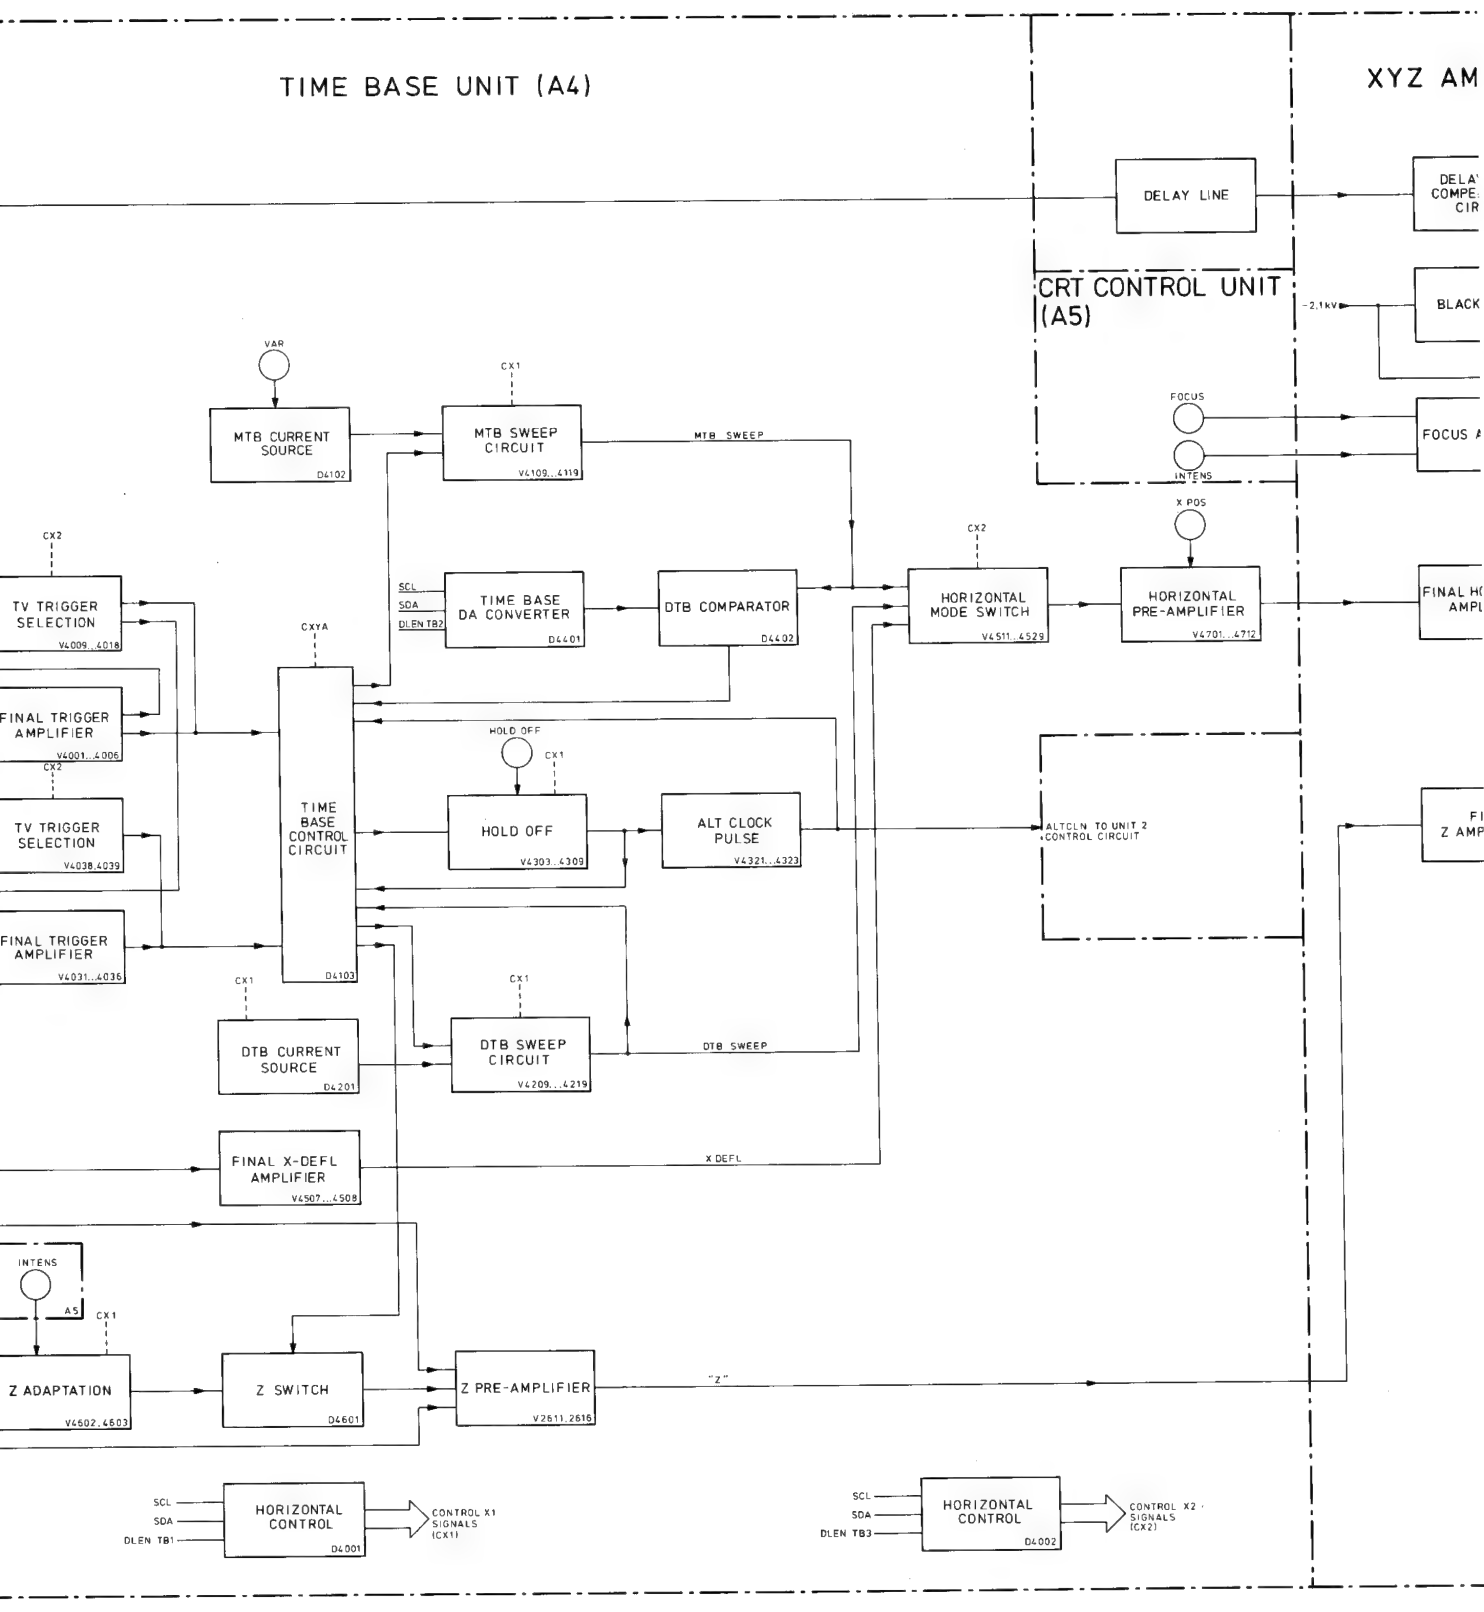 TIME BASE UNIT (A4)
XYZ AM
DELAY LINE
COMPE
CIR
CRT CONTROL UNIT
(A5)
-2,1kV
BLACK
VAR
CX1
FOCUS
MTB CURRENT
SOURCE
D4102
MTB SWEEP
CIRCUIT
V4109...4119
MTB SWEEP
FOCUS A
INTENS
X POS
CX2
CX2
TV TRIGGER
SELECTION
V4009...4018
SCL
SDA
DLEN TB2
TIME BASE
DA CONVERTER
D4401
DTB COMPARATOR
D4402
HORIZONTAL
MODE SWITCH
V4511...4529
HORIZONTAL
PRE-AMPLIFIER
V4701...4712
FINAL HO
AMPL
CXYA
FINAL TRIGGER
AMPLIFIER
V4001...4006
HOLD OFF
CX1
CX2
TV TRIGGER
SELECTION
V4038,4039
TIME
BASE
CONTROL
CIRCUIT
D4103
HOLD OFF
V4303...4309
ALT CLOCK
PULSE
V4321...4323
ALTCLN TO UNIT 2
CONTROL CIRCUIT
FI
Z AMP
FINAL TRIGGER
AMPLIFIER
V4031...4036
CX1
CX1
DTB CURRENT
SOURCE
D4201
DTB SWEEP
CIRCUIT
V4209...4219
DTB SWEEP
FINAL X-DEFL
AMPLIFIER
V4507...4508
X DEFL
INTENS
A5
CX1
Z ADAPTATION
V4602,4603
Z SWITCH
D4601
Z PRE-AMPLIFIER
V2611,2616
"Z"
SCL
SDA
DLEN TB1
HORIZONTAL
CONTROL
D4001
CONTROL X1
SIGNALS
(CX1)
SCL
SDA
DLEN TB3
HORIZONTAL
CONTROL
D4002
CONTROL X2
SIGNALS
(CX2)